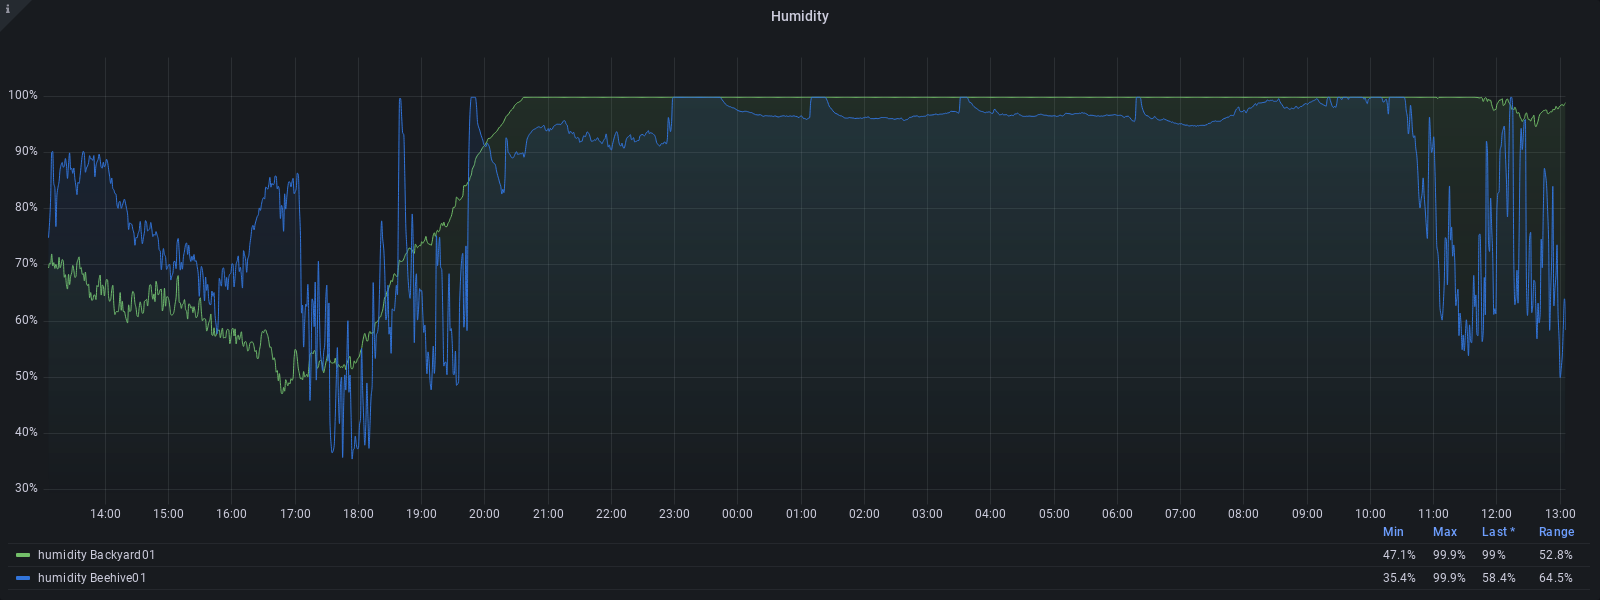 i
Humidity
100%
90%
80%
70%
60%
50%
40%
30%
14:00 15:00 16:00 17:00 18:00 19:00 20:00 21:00 22:00 23:00 00:00 01:00 02:00 03:00 04:00 05:00 06:00 07:00 08:00 09:00 10:00 11:00 12:00 13:00
Min Max Last * Range
humidity Backyard01 47.1% 99.9% 99% 52.8%
humidity Beehive01 35.4% 99.9% 58.4% 64.5%